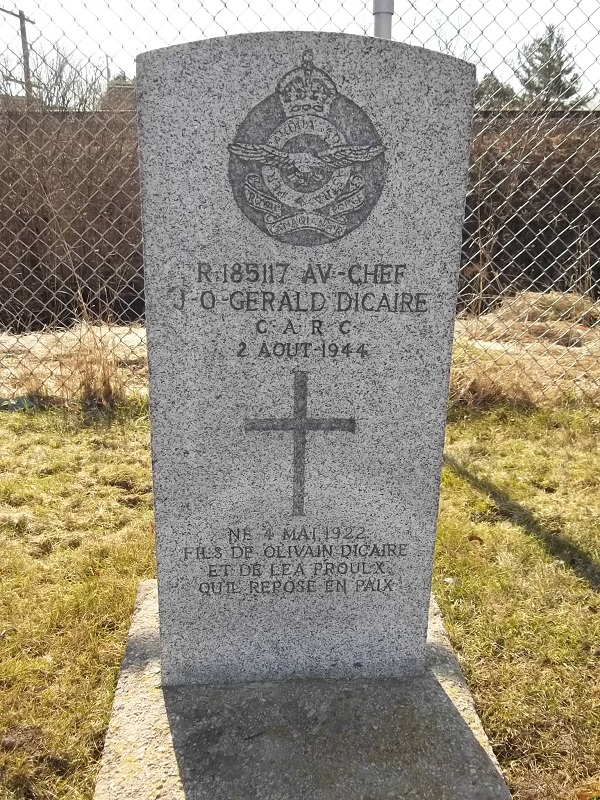 R.185117 AV-CHEF
J-O-GERALD DICAIRE
C·A·R·C·
2 AOUT 1944
NE 4 MAI, 1922
FILS DE OLIVAIN DICAIRE
ET DE LEA PROULX.
QU'IL REPOSE EN PAIX